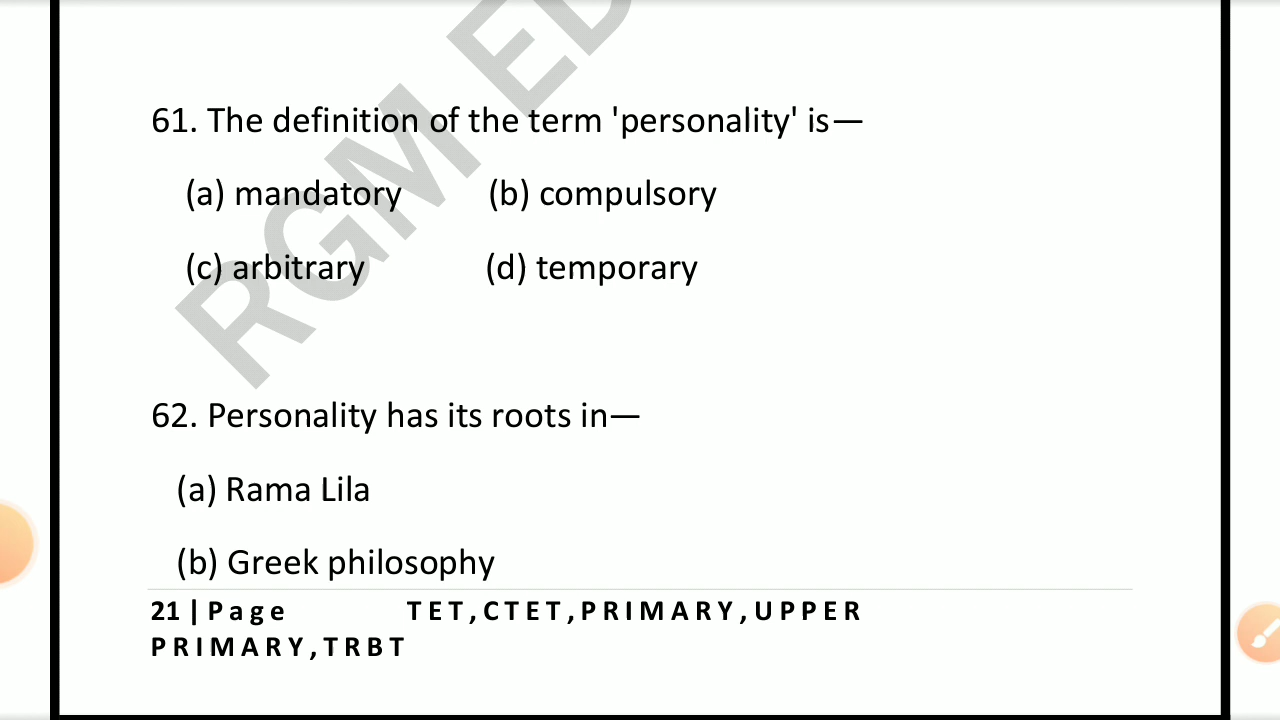 61. The definition of the term 'personality' is—
(a) mandatory (b) compulsory
(c) arbitrary (d) temporary
62. Personality has its roots in—
(a) Rama Lila
(b) Greek philosophy
21 | Page TET,CTET,PRIMARY,UPPER
PRIMARY,TRBT
RGM